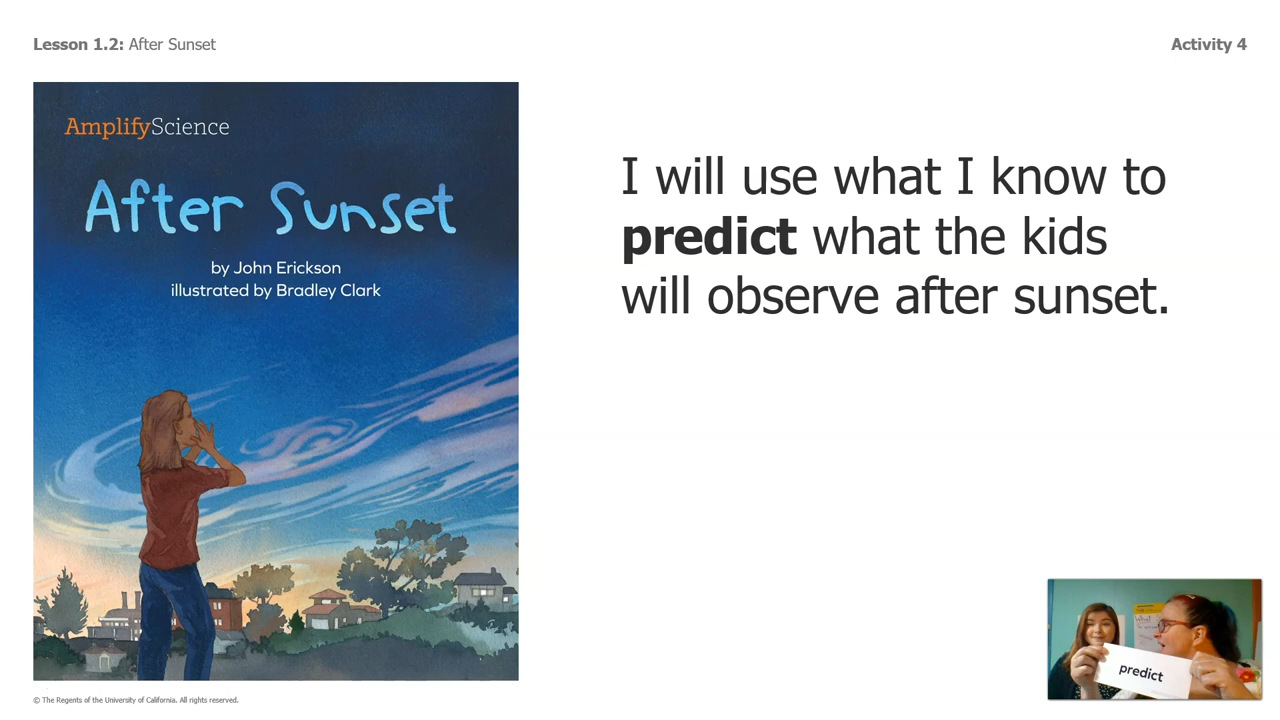 Lesson 1.2: After Sunset
Activity 4
AmplifyScience
After Sunset
by John Erickson
illustrated by Bradley Clark
I will use what I know to
predict what the kids
will observe after sunset.
predict
© The Regents of the University of California. All rights reserved.